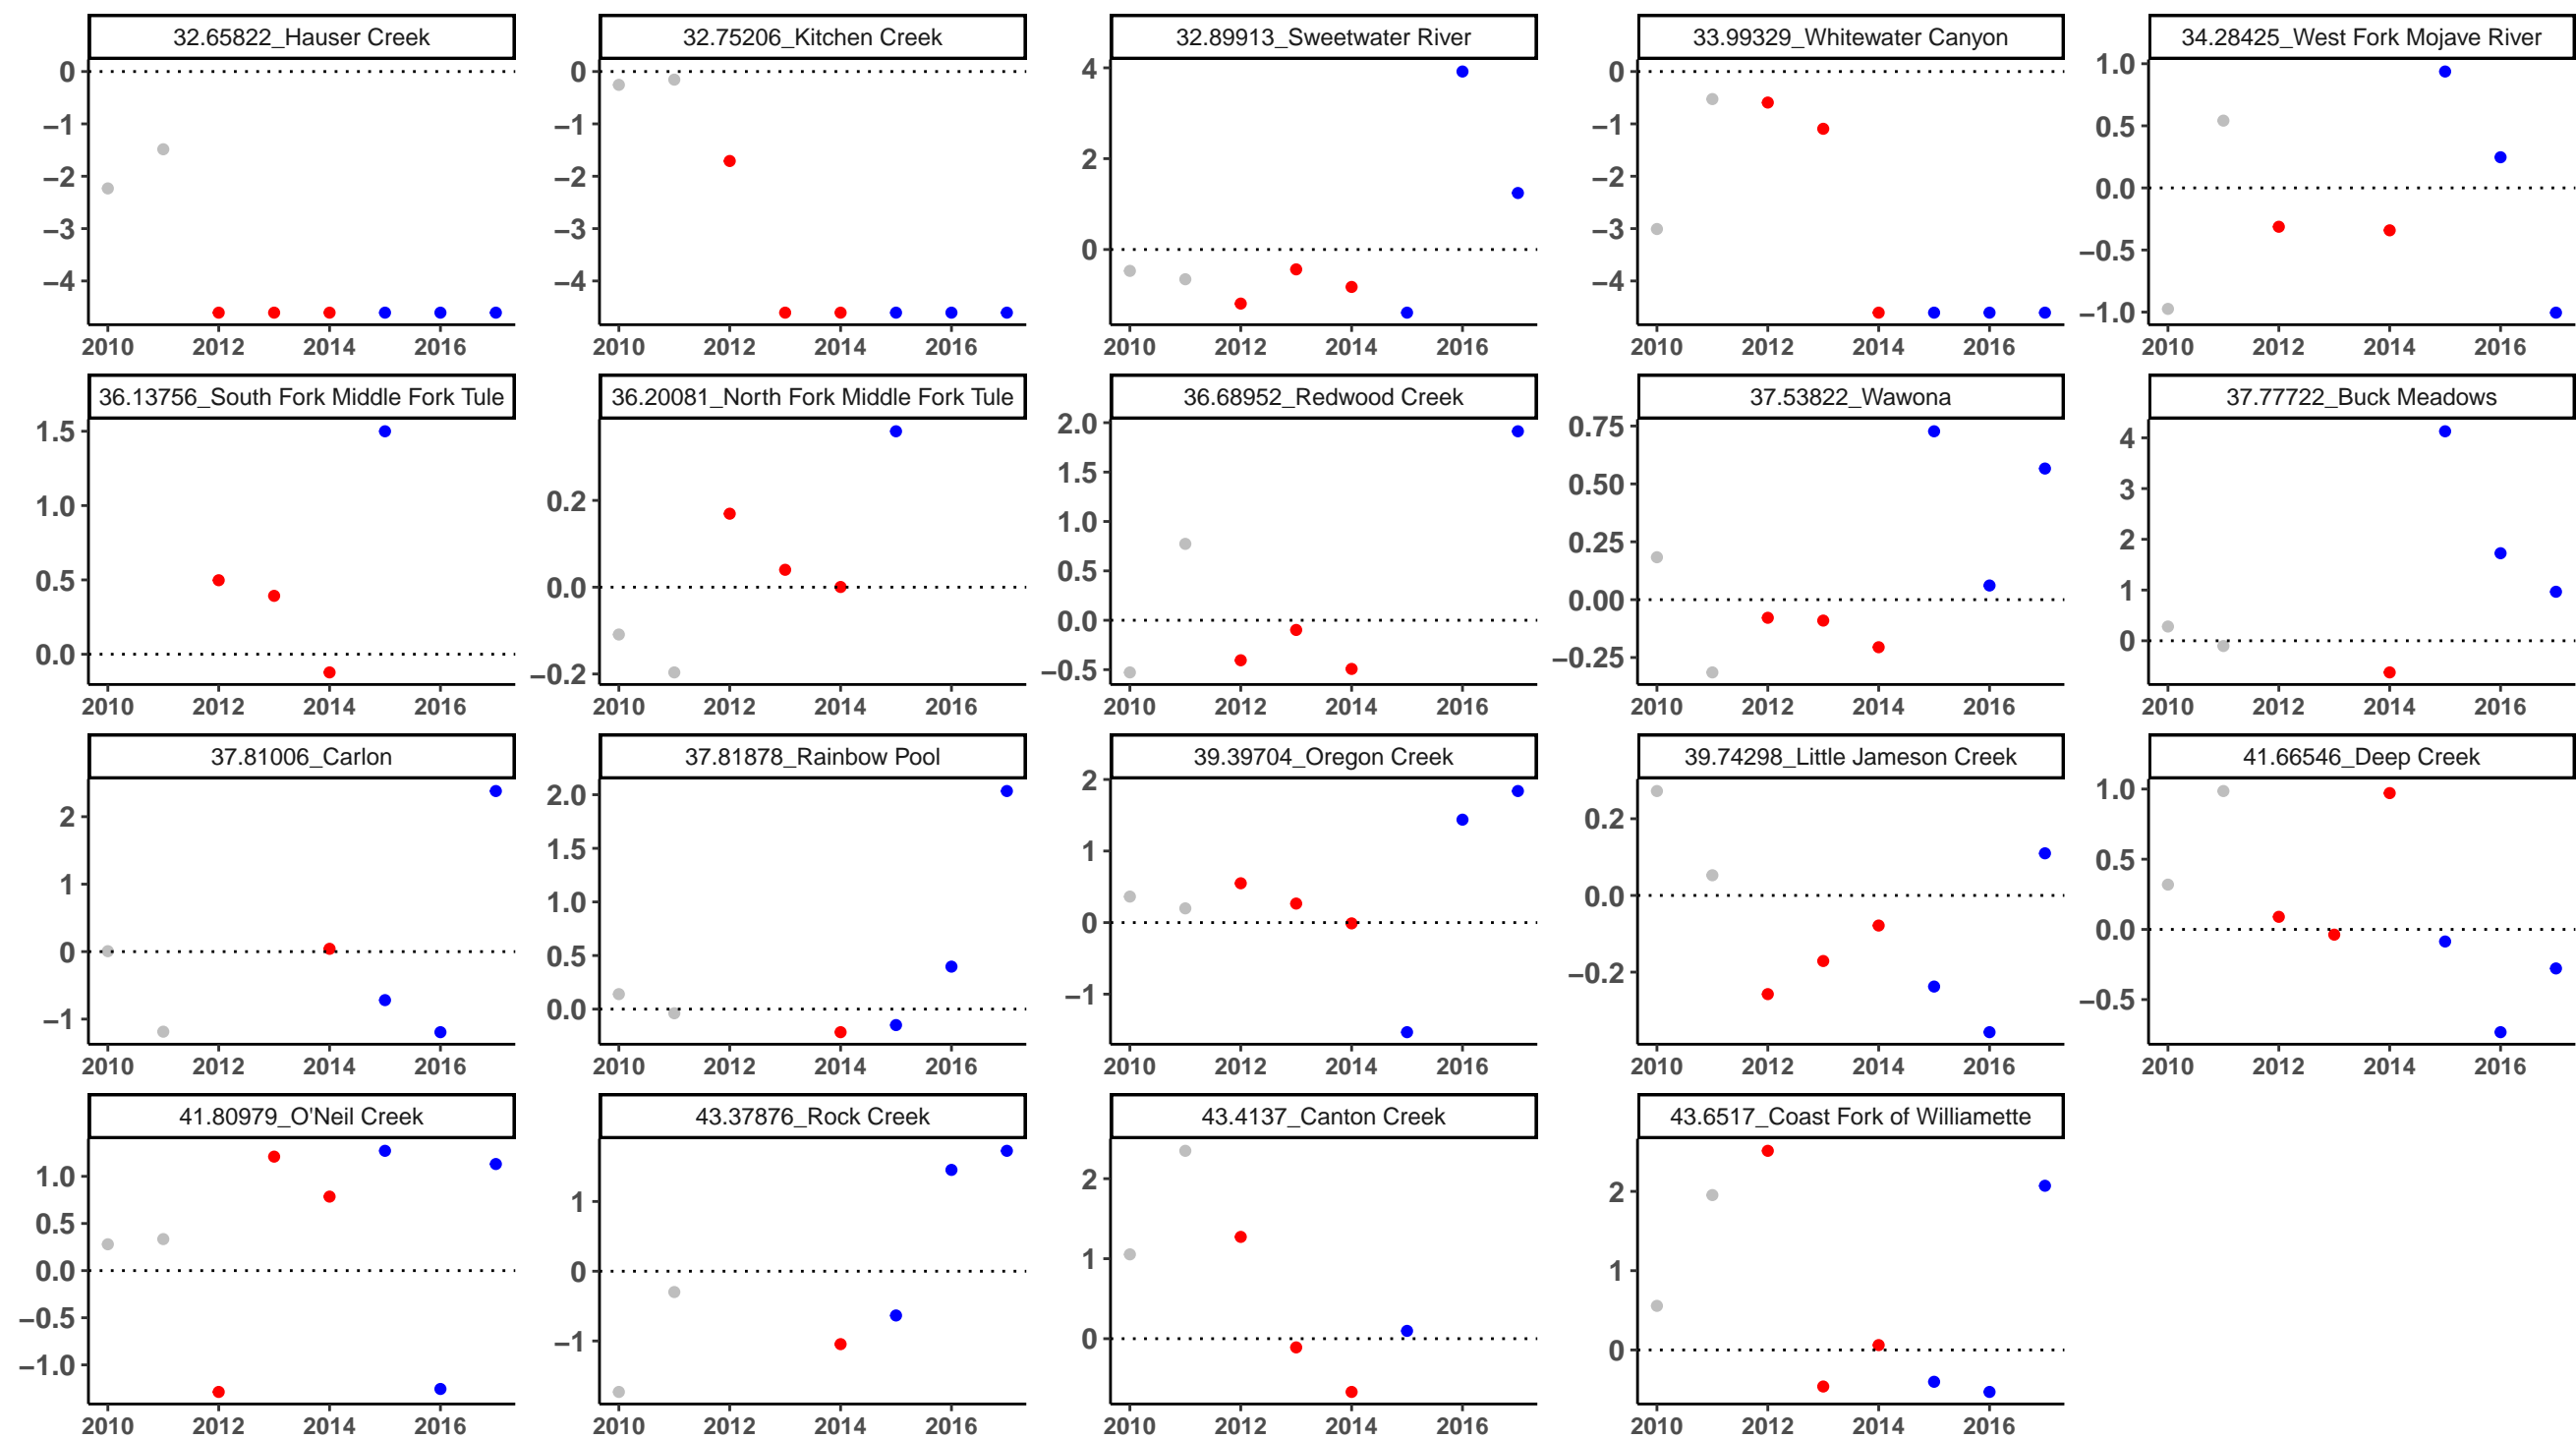 32.65822_Hauser Creek
32.75206_Kitchen Creek
32.89913_Sweetwater River
33.99329_Whitewater Canyon
34.28425_West Fork Mojave River
0
−1
−2
−3
−4
2010 2012 2014 2016
0
−1
−2
−3
−4
2010 2012 2014 2016
4
2
0
2010 2012 2014 2016
0
−1
−2
−3
−4
2010 2012 2014 2016
1.0
0.5
0.0
−0.5
−1.0
2010 2012 2014 2016
36.13756_South Fork Middle Fork Tule
36.20081_North Fork Middle Fork Tule
36.68952_Redwood Creek
37.53822_Wawona
37.77722_Buck Meadows
1.5
1.0
0.5
0.0
2010 2012 2014 2016
0.2
0.0
−0.2
2010 2012 2014 2016
2.0
1.5
1.0
0.5
0.0
−0.5
2010 2012 2014 2016
0.75
0.50
0.25
0.00
−0.25
2010 2012 2014 2016
4
3
2
1
0
2010 2012 2014 2016
37.81006_Carlon
37.81878_Rainbow Pool
39.39704_Oregon Creek
39.74298_Little Jameson Creek
41.66546_Deep Creek
2
1
0
−1
2010 2012 2014 2016
2.0
1.5
1.0
0.5
0.0
2010 2012 2014 2016
2
1
0
−1
2010 2012 2014 2016
0.2
0.0
−0.2
2010 2012 2014 2016
1.0
0.5
0.0
−0.5
2010 2012 2014 2016
41.80979_O'Neil Creek
43.37876_Rock Creek
43.4137_Canton Creek
43.6517_Coast Fork of Williamette
1.0
0.5
0.0
−0.5
−1.0
2010 2012 2014 2016
1
0
−1
2010 2012 2014 2016
2
1
0
2010 2012 2014 2016
2
1
0
2010 2012 2014 2016